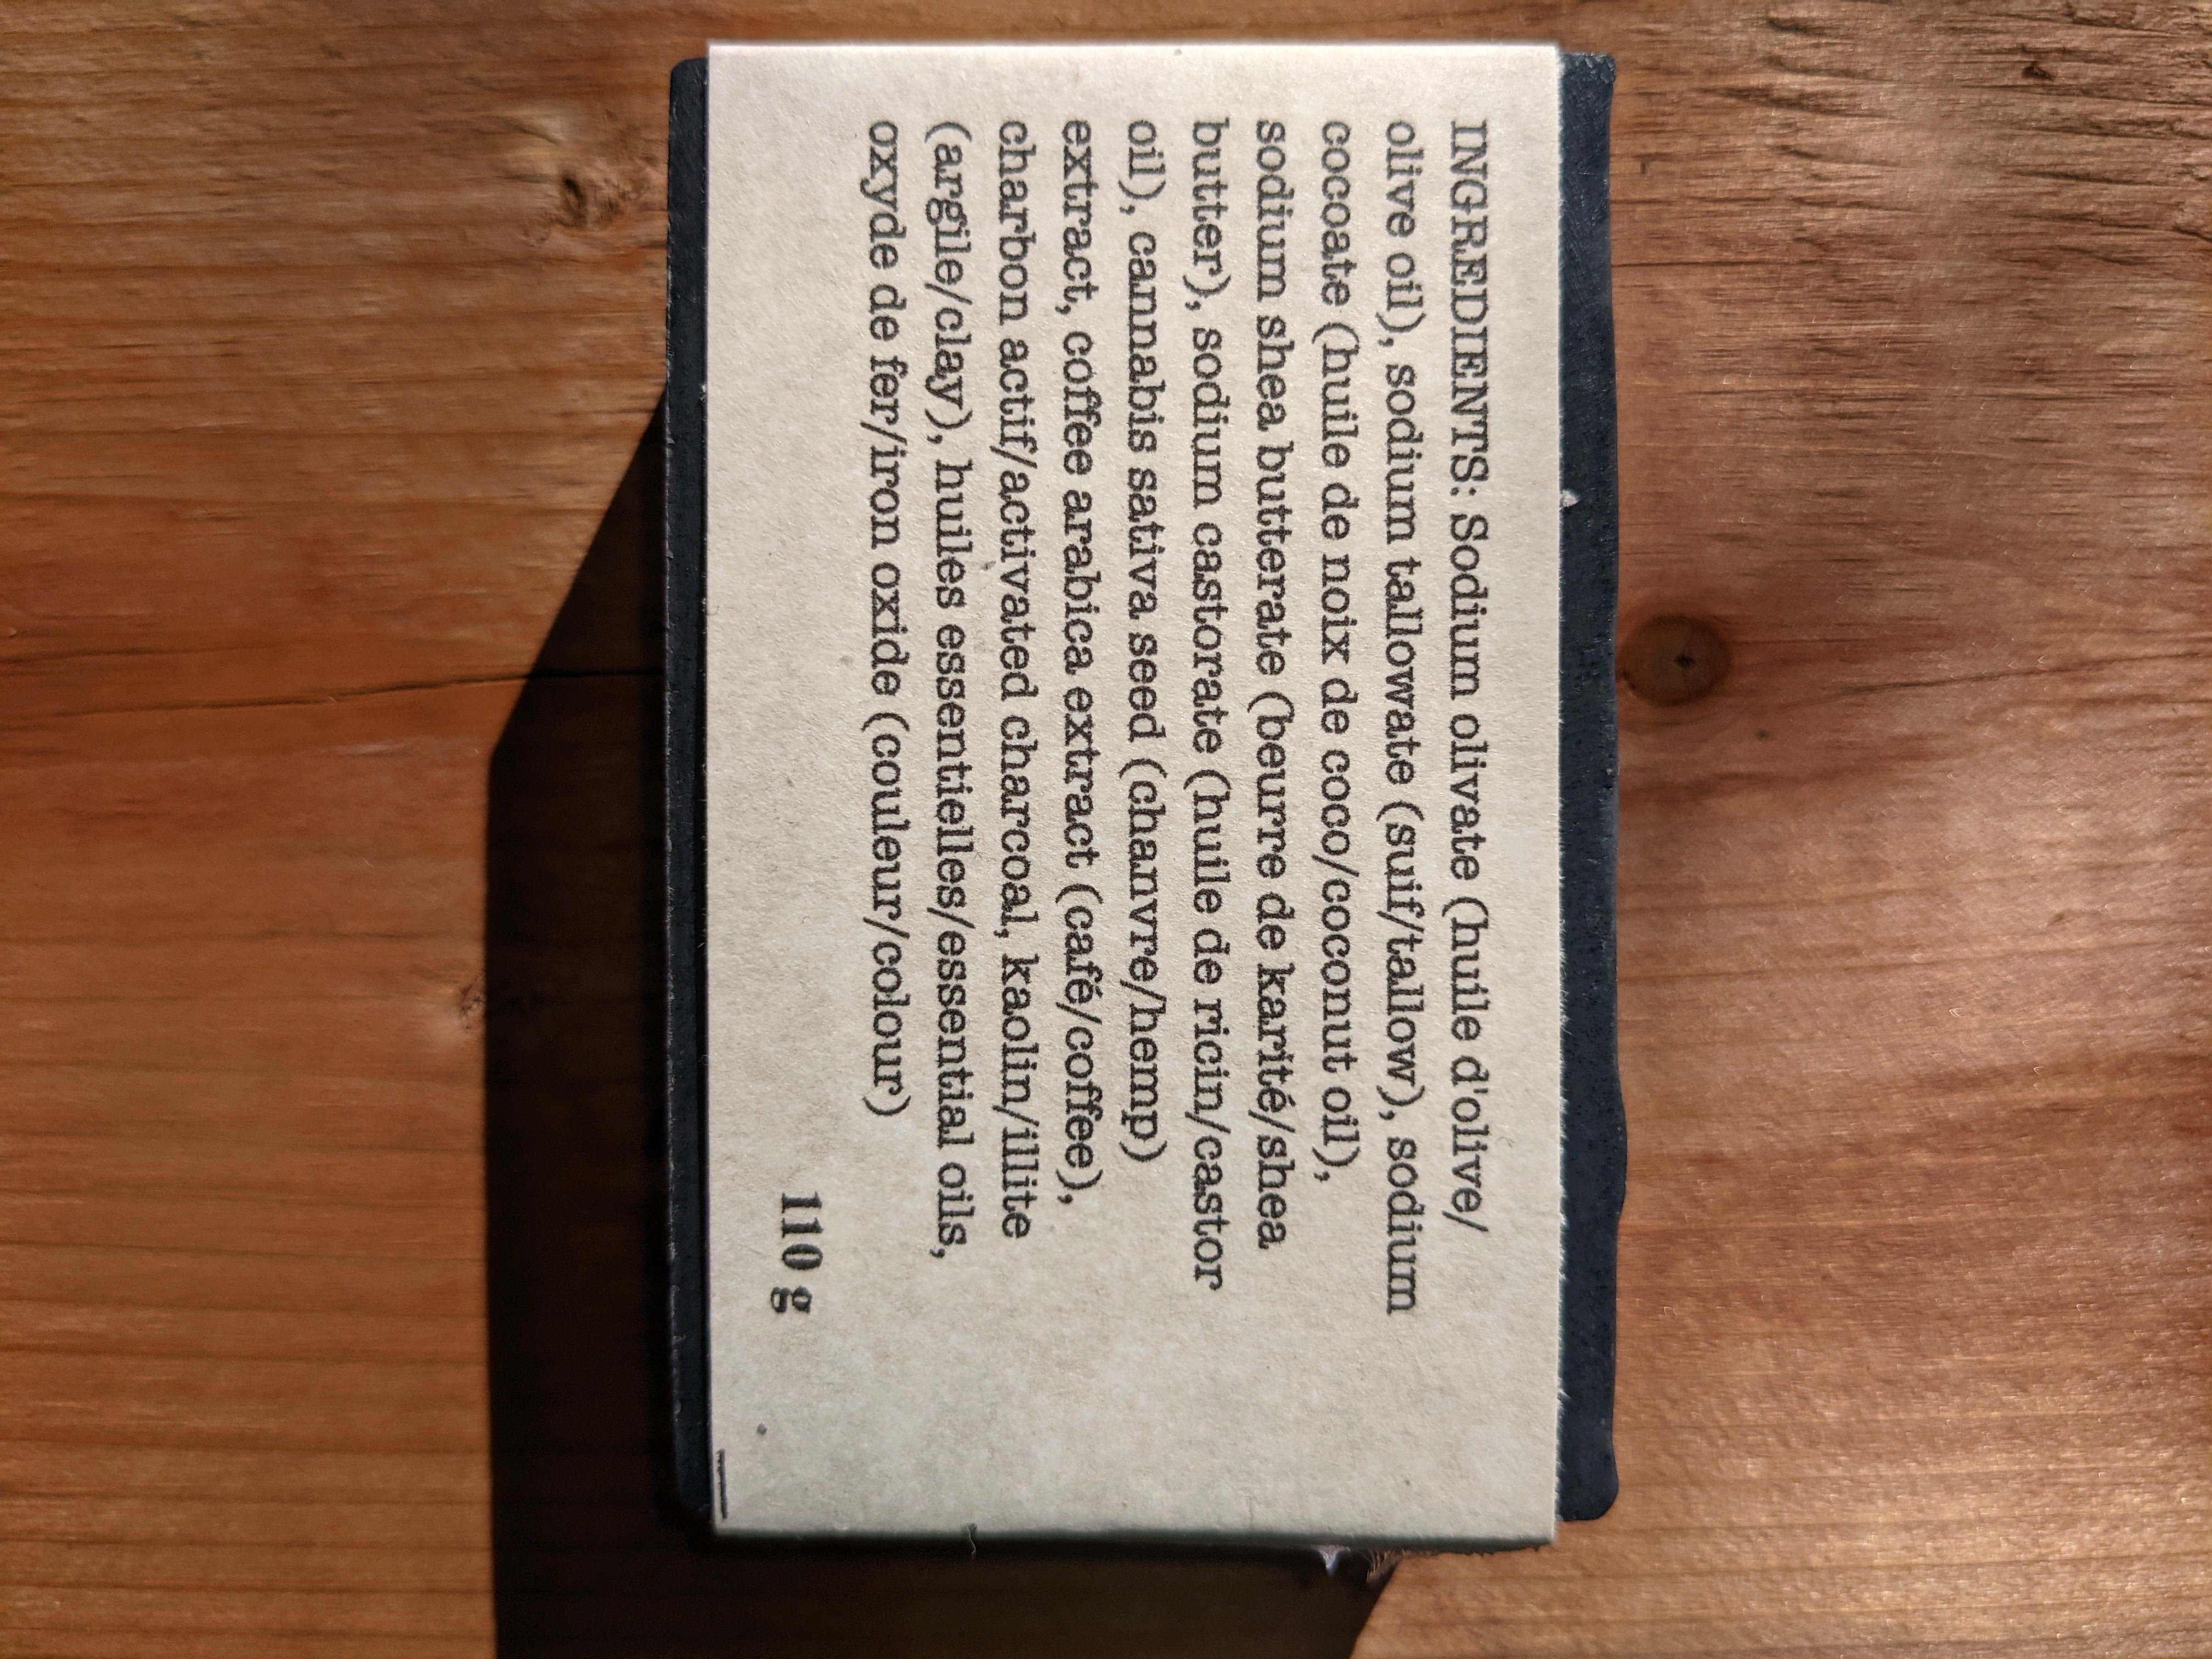 INGREDIENTS: Sodium olivate (huile d'olive/
olive oil), sodium tallowate (suif/tallow), sodium
cocoate (huile de noix de coco/coconut oil),
sodium shea butterate (beurre de karité/shea
butter), sodium castorate (huile de ricin/castor
oil), cannabis sativa seed (chanvre/hemp)
extract, coffee arabica extract (café/coffee),
charbon actif/activated charcoal, kaolin/illite
(argile/clay), huiles essentielles/essential oils,
oxyde de fer/iron oxide (couleur/colour)
110 g